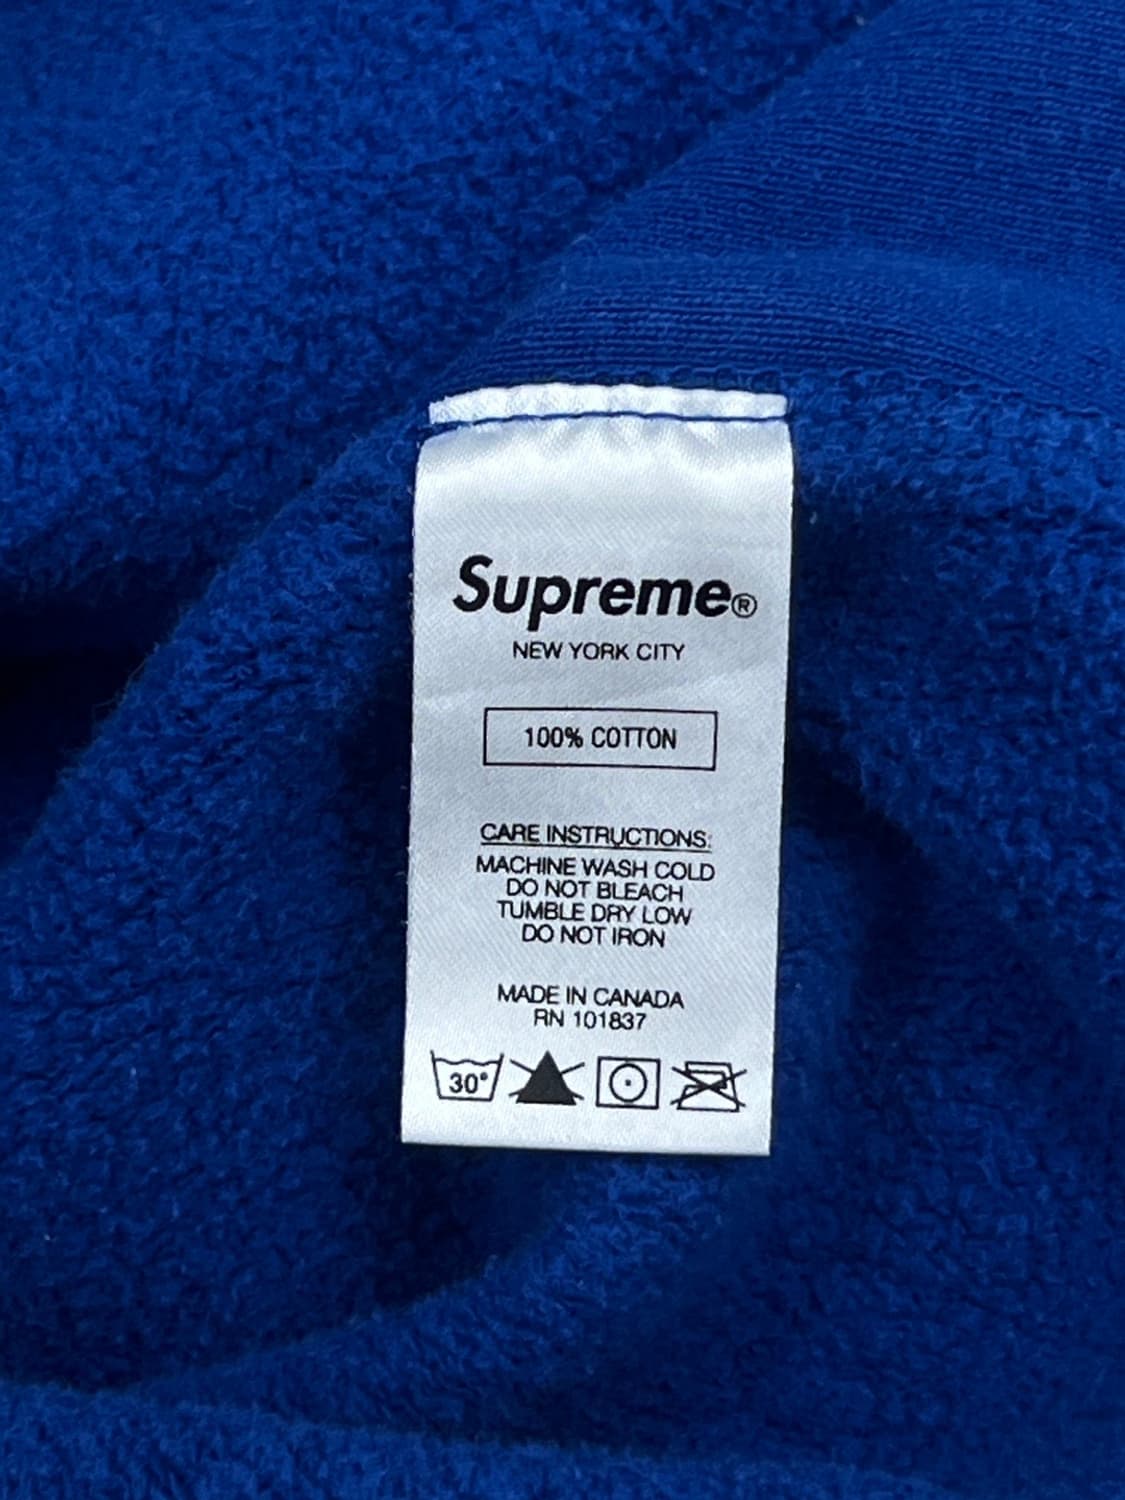 Supreme®
NEW YORK CITY
100% COTTON
CARE INSTRUCTIONS:
MACHINE WASH COLD
DO NOT BLEACH
TUMBLE DRY LOW
DO NOT IRON
MADE IN CANADA
RN 101837
30°